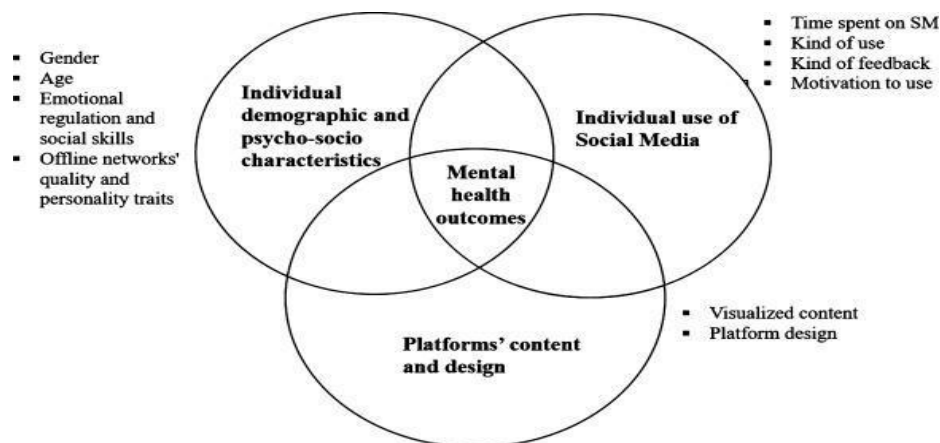 Gender
Age
Emotional
regulation and
social skills
Offline networks'
quality and
personality traits
Individual
demographic and
psycho-socio
characteristics
Time spent on SM
Kind of use
Kind of feedback
Motivation to use
Individual use of
Social Media
Mental
health
outcomes
Visualized content
Platform design
Platforms' content
and design